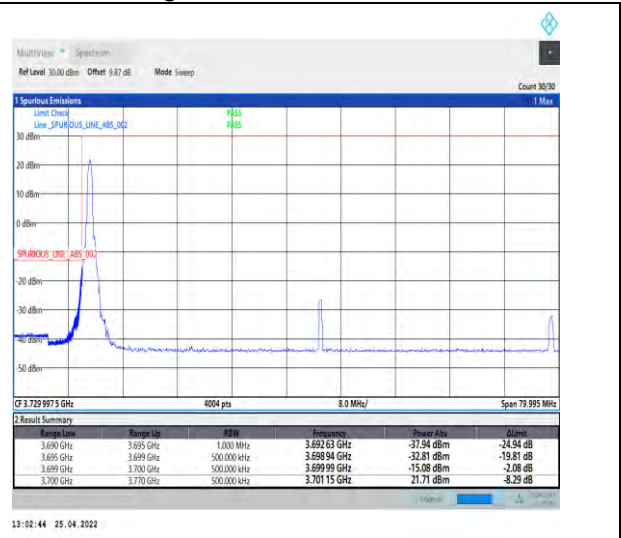 MultiView Spectrum
Ref Level 30.00 dBm Offset 9.87 dB Mode Sweep
Count 30/30
1 Spurious Emissions 1 Max
Limit Check PASS
Line _SPURIOUS_LINE_ABS_002 PASS
30 dBm
20 dBm
10 dBm
0 dBm
_SPURIOUS_LINE_ABS_002
-20 dBm
-30 dBm
-40 dBm
-50 dBm
CF 3.729 997 5 GHz 4004 pts 8.0 MHz/ Span 79.995 MHz
2 Result Summary
Range Low Range Up RBW Frequency Power Abs ΔLimit
3.690 GHz 3.695 GHz 1.000 MHz 3.692 63 GHz -37.94 dBm -24.94 dB
3.695 GHz 3.699 GHz 500.000 kHz 3.698 94 GHz -32.81 dBm -19.81 dB
3.699 GHz 3.700 GHz 500.000 kHz 3.699 99 GHz -15.08 dBm -2.08 dB
3.700 GHz 3.770 GHz 500.000 kHz 3.701 15 GHz 21.71 dBm -8.29 dB
13:02:44 25.04.2022